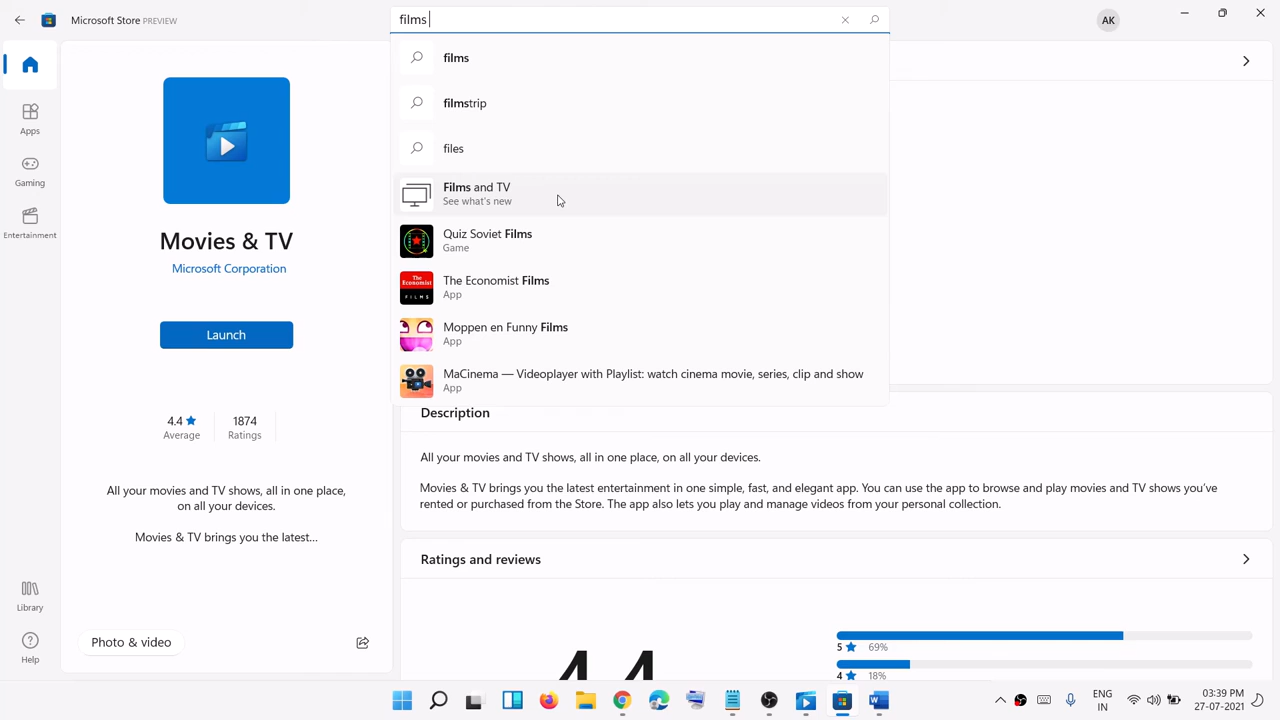 Microsoft Store PREVIEW
films
AK
films
filmstrip
files
Films and TV
See what's new
Quiz Soviet Films
Game
The Economist Films
App
Moppen en Funny Films
App
MaCinema — Videoplayer with Playlist: watch cinema movie, series, clip and show
App
Apps
Gaming
Entertainment
Library
Help
Movies & TV
Microsoft Corporation
Launch
4.4
Average
1874
Ratings
All your movies and TV shows, all in one place,
on all your devices.
Movies & TV brings you the latest...
Photo & video
Description
All your movies and TV shows, all in one place, on all your devices.
Movies & TV brings you the latest entertainment in one simple, fast, and elegant app. You can use the app to browse and play movies and TV shows you've
rented or purchased from the Store. The app also lets you play and manage videos from your personal collection.
Ratings and reviews
4.4
5 69%
4 18%
ENG
IN
03:39 PM
27-07-2021